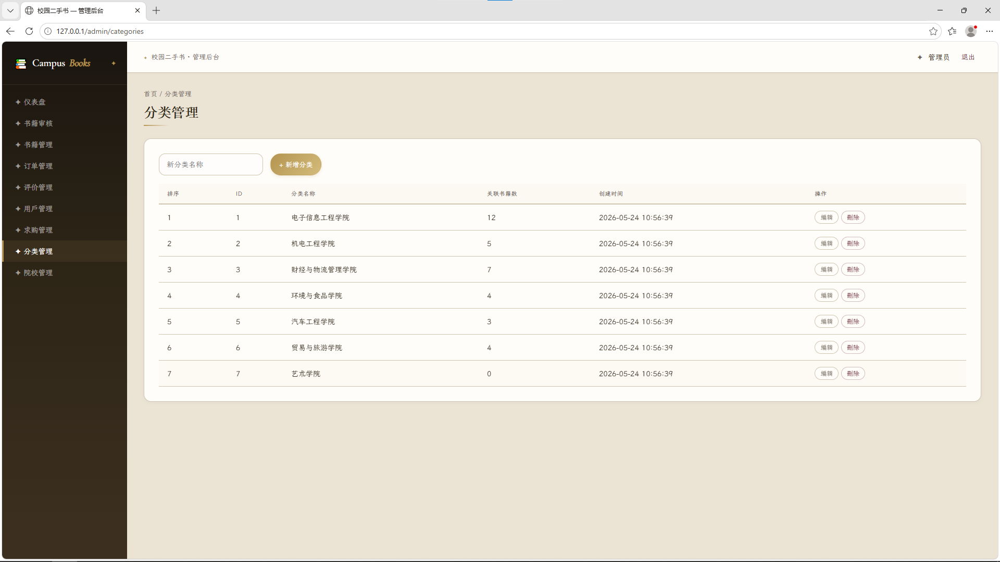 校园二手书 — 管理后台
127.0.0.1/admin/categories
Campus Books
校园二手书 · 管理后台
管理员 退出
仪表盘
书籍审核
书籍管理
订单管理
评价管理
用户管理
求购管理
分类管理
院校管理
首页 / 分类管理
分类管理
新分类名称 + 新增分类
排序 ID 分类名称 关联书籍数 创建时间 操作
1 1 电子信息工程学院 12 2026-05-24 10:56:39 编辑 删除
2 2 机电工程学院 5 2026-05-24 10:56:39 编辑 删除
3 3 财经与物流管理学院 7 2026-05-24 10:56:39 编辑 删除
4 4 环境与食品学院 4 2026-05-24 10:56:39 编辑 删除
5 5 汽车工程学院 3 2026-05-24 10:56:39 编辑 删除
6 6 贸易与旅游学院 4 2026-05-24 10:56:39 编辑 删除
7 7 艺术学院 0 2026-05-24 10:56:39 编辑 删除